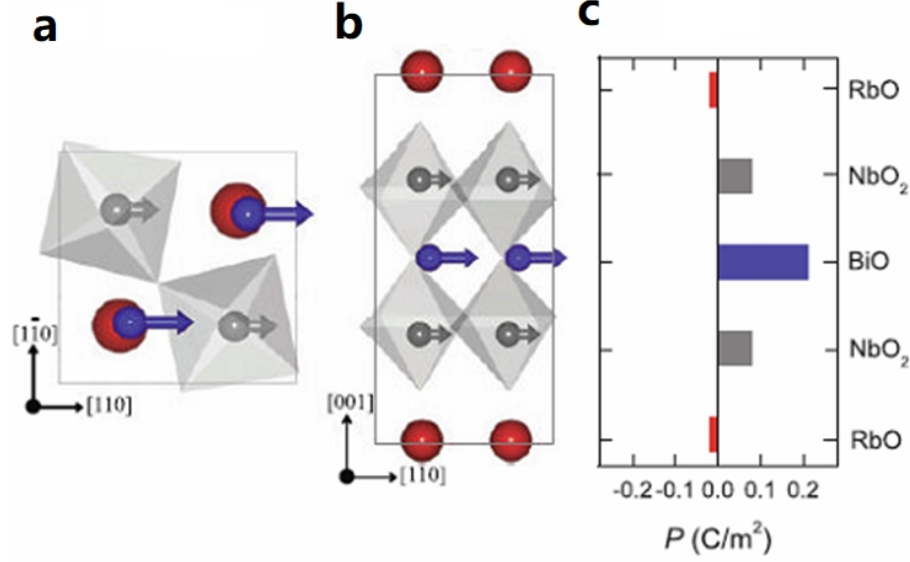 a
b
c
[11̄0]
[110]
[001]
[110]
RbO
NbO₂
BiO
NbO₂
RbO
-0.2 -0.1 0.0 0.1 0.2
P (C/m²)